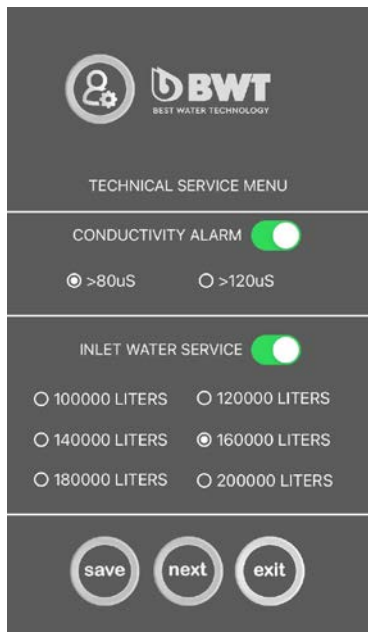 BWT
BEST WATER TECHNOLOGY
TECHNICAL SERVICE MENU
CONDUCTIVITY ALARM
>80uS >120uS
INLET WATER SERVICE
100000 LITERS 120000 LITERS
140000 LITERS 160000 LITERS
180000 LITERS 200000 LITERS
save next exit